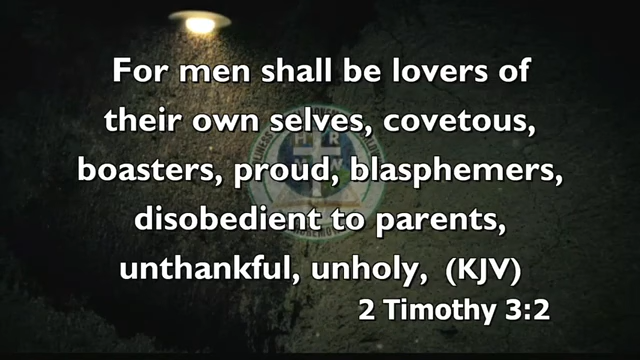 For men shall be lovers of
their own selves, covetous,
boasters, proud, blasphemers,
disobedient to parents,
unthankful, unholy, (KJV)
2 Timothy 3:2